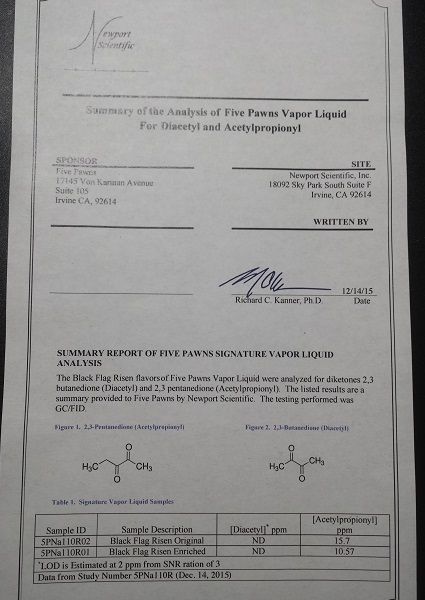 Newport
Scientific
Summary of the Analysis of Five Pawns Vapor Liquid
For Diacetyl and Acetylpropionyl
SPONSOR
Five Pawns
17145 Von Karman Avenue
Suite 105
Irvine CA, 92614
SITE
Newport Scientific, Inc.
18092 Sky Park South Suite F
Irvine, CA 92614
WRITTEN BY
12/14/15
Richard C. Kanner, Ph.D. Date
SUMMARY REPORT OF FIVE PAWNS SIGNATURE VAPOR LIQUID
ANALYSIS
The Black Flag Risen flavors of Five Pawns Vapor Liquid were analyzed for diketones 2,3
butanedione (Diacetyl) and 2,3 pentanedione (Acetylpropionyl). The listed results are a
summary provided to Five Pawns by Newport Scientific. The testing performed was
GC/FID.
Figure 1. 2,3-Pentanedione (Acetylpropionyl) Figure 2. 2,3-Butanedione (Diacetyl)
O O
H3C CH3 H3C CH3
O O
Table 1. Signature Vapor Liquid Samples
Sample ID Sample Description [Diacetyl]* ppm [Acetylpropionyl] ppm
5PNa110R02 Black Flag Risen Original ND 15.7
5PNa110R01 Black Flag Risen Enriched ND 10.57
*LOD is Estimated at 2 ppm from SNR ration of 3
Data from Study Number 5PNa110R (Dec. 14, 2015)